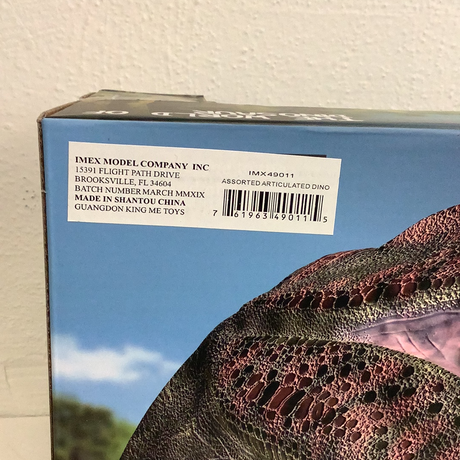 IMEX MODEL COMPANY INC
15391 FLIGHT PATH DRIVE
BROOKSVILLE, FL 34604
BATCH NUMBER MARCH MMXIX
MADE IN SHANTOU CHINA
GUANGDON KING ME TOYS
IMX49011
ASSORTED ARTICULATED DINO
7 61963 49011 5